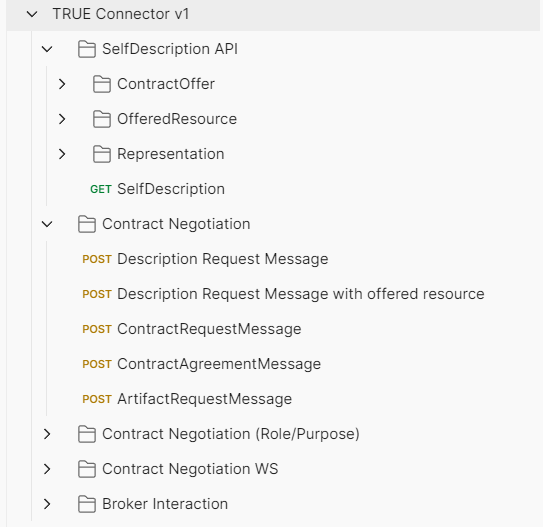 TRUE Connector v1
SelfDescription API
ContractOffer
OfferedResource
Representation
GET SelfDescription
Contract Negotiation
POST Description Request Message
POST Description Request Message with offered resource
POST ContractRequestMessage
POST ContractAgreementMessage
POST ArtifactRequestMessage
Contract Negotiation (Role/Purpose)
Contract Negotiation WS
Broker Interaction